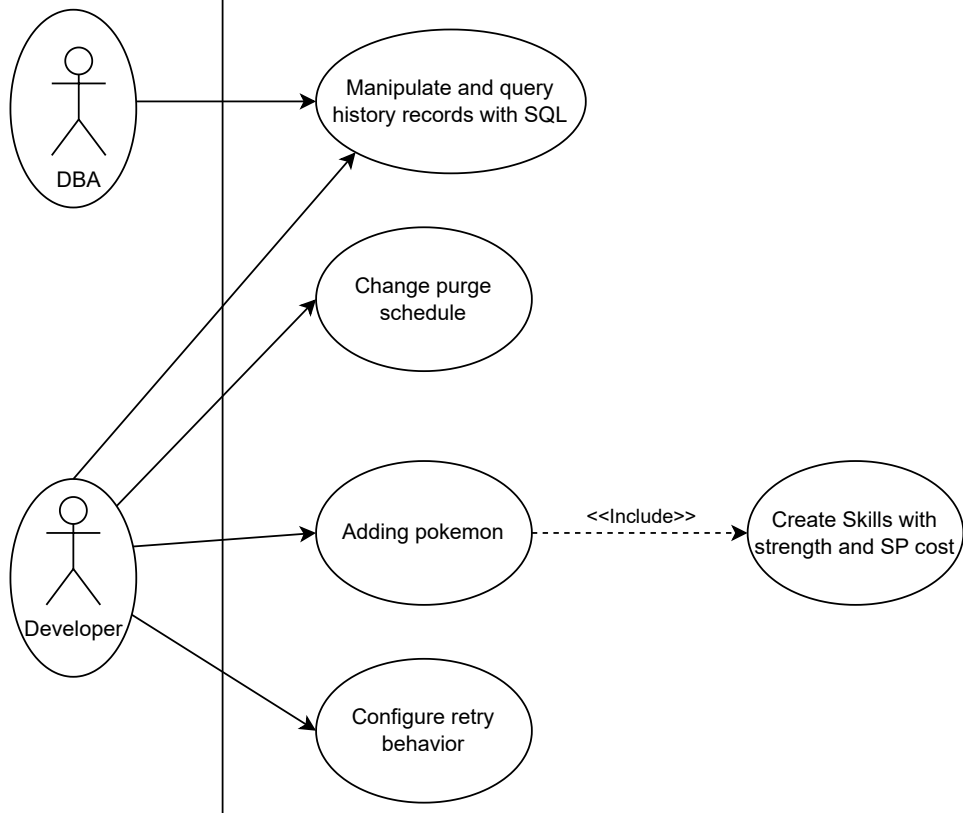 DBA
Manipulate and query
history records with SQL
Change purge
schedule
Developer
Adding pokemon
<<Include>>
Create Skills with
strength and SP cost
Configure retry
behavior